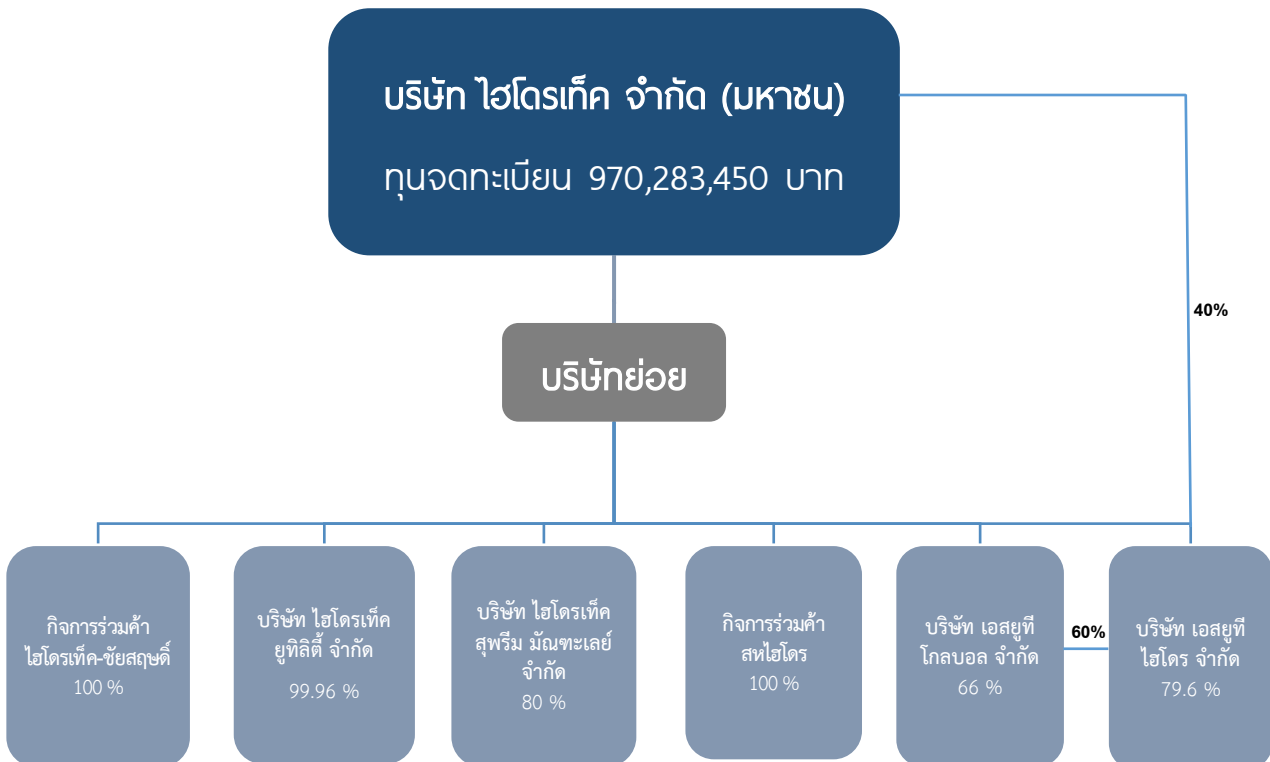 บริษัท ไฮโดรเท็ค จำกัด (มหาชน)
ทุนจดทะเบียน 970,283,450 บาท
40%
บริษัทย่อย
กิจการร่วมค้า
ไฮโดรเท็ค-ชัยสฤษดิ์
100 %
บริษัท ไฮโดรเท็ค
ยูทิลิตี้ จำกัด
99.96 %
บริษัท ไฮโดรเท็ค
สุพรีม มัณฑะเลย์
จำกัด
80 %
กิจการร่วมค้า
สหไฮโดร
100 %
บริษัท เอสยูที
โกลบอล จำกัด
66 %
60%
บริษัท เอสยูที
ไฮโดร จำกัด
79.6 %